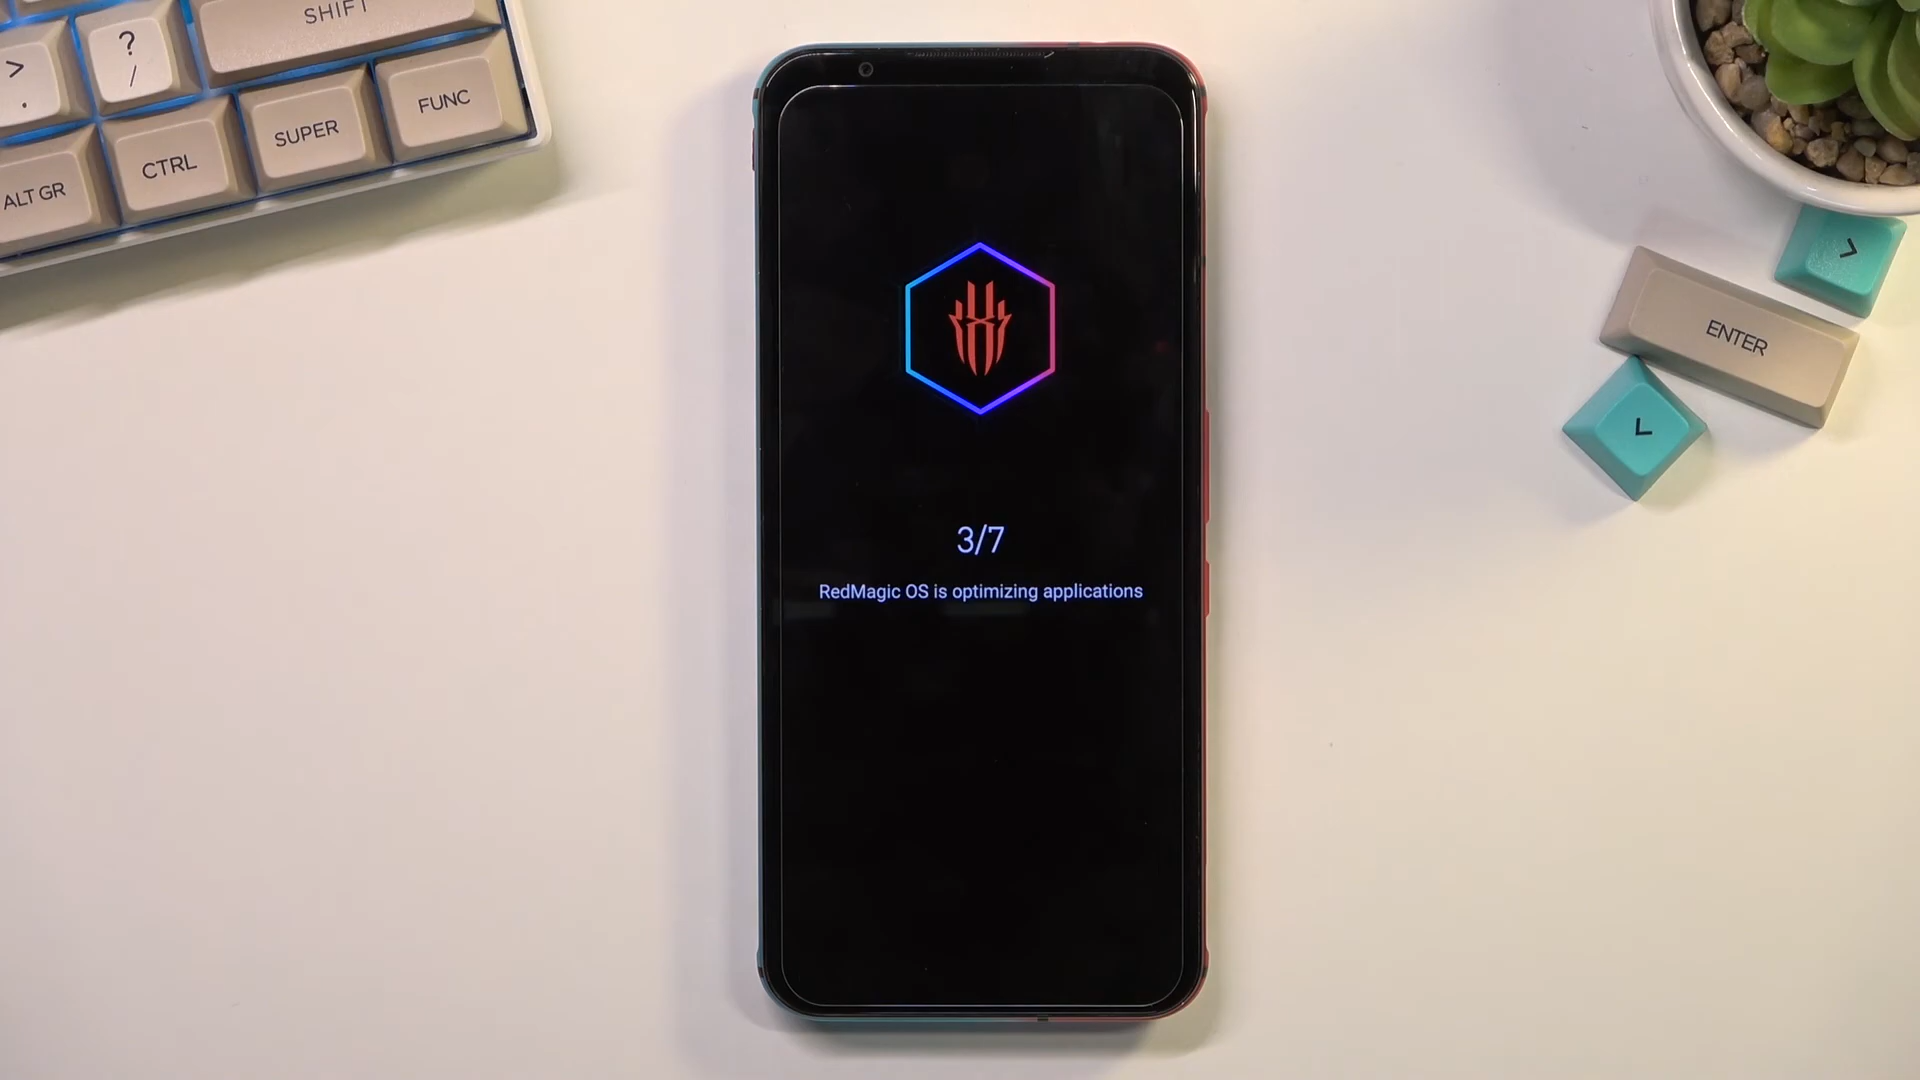 SHIFT
>
.
?
/
FUNC
SUPER
CTRL
ALT GR
3/7
RedMagic OS is optimizing applications
>
ENTER
<